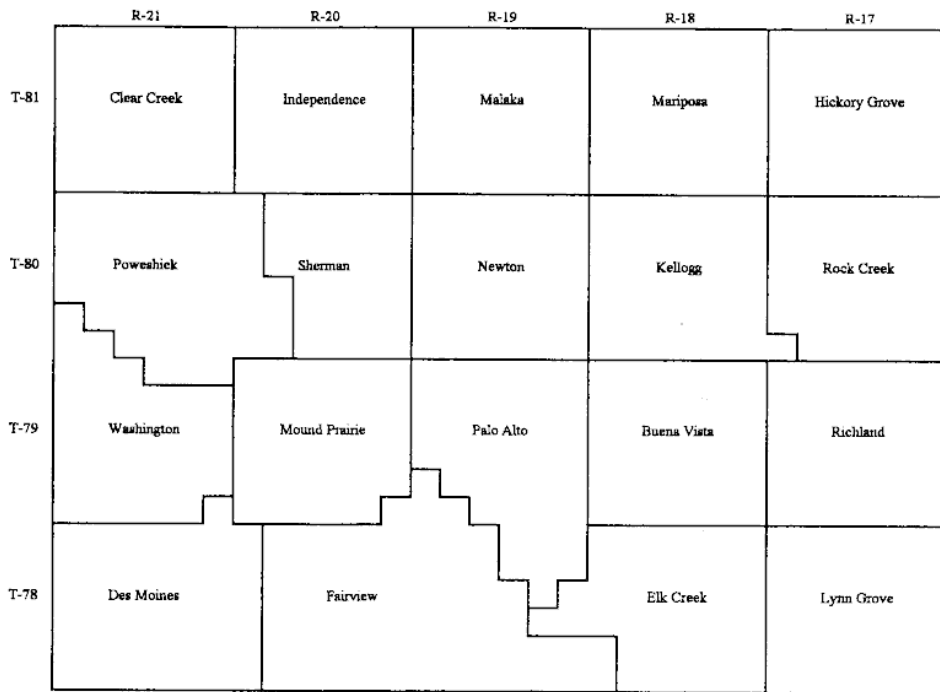 R-21 R-20 R-19 R-18 R-17
T-81 Clear Creek Independence Malaka Mariposa Hickory Grove
T-80 Poweshick Sherman Newton Kellogg Rock Creek
T-79 Washington Mound Prairie Palo Alto Buena Vista Richland
T-78 Des Moines Fairview Elk Creek Lynn Grove